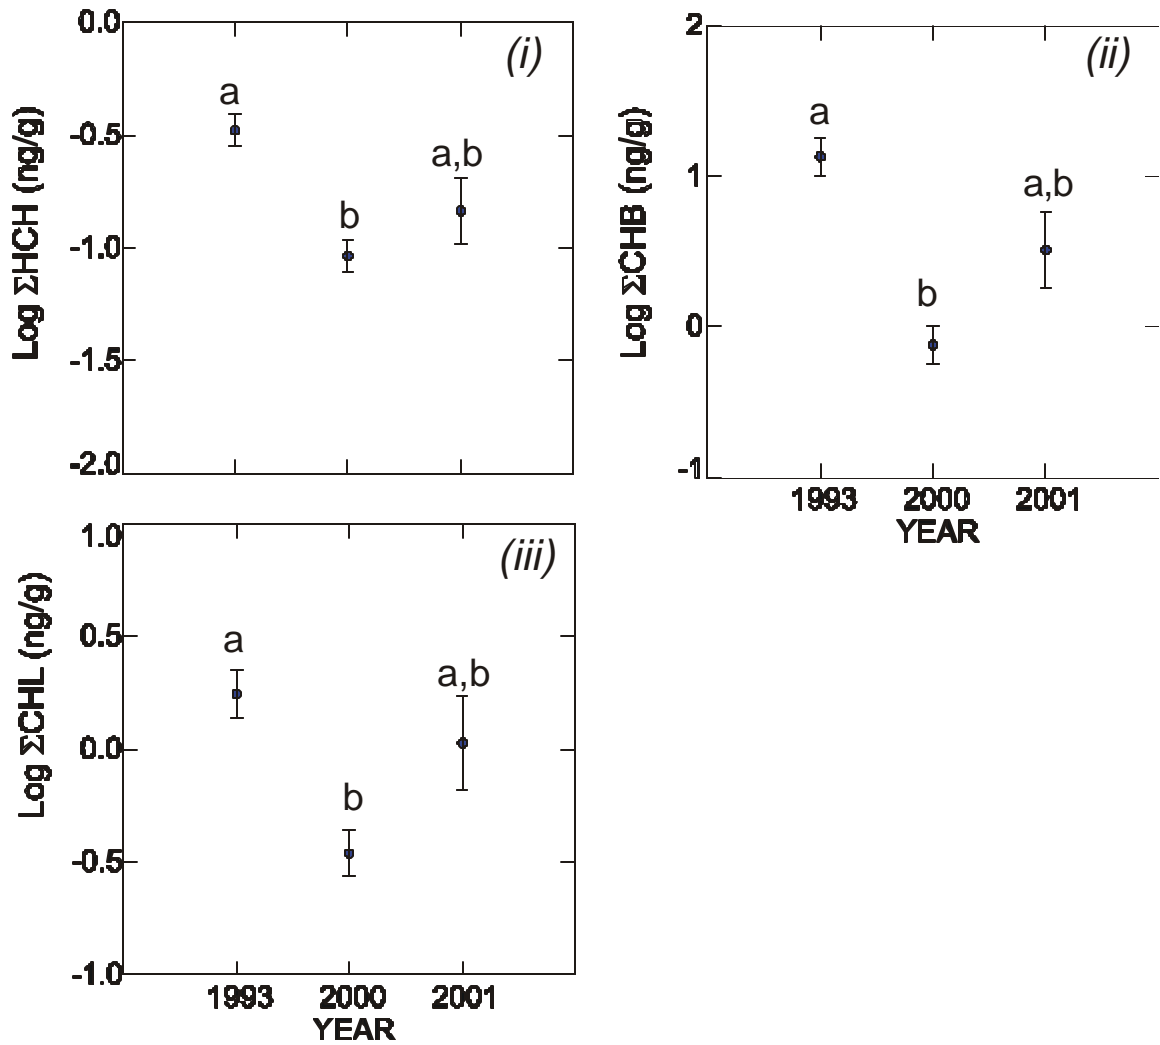 (i)
Log ΣHCH (ng/g)
0.0
-0.5
-1.0
-1.5
-2.0
a
b
a,b
(ii)
Log ΣCHB (ng/g)
2
1
0
-1
a
b
a,b
1993 2000 2001
YEAR
(iii)
Log ΣCHL (ng/g)
1.0
0.5
0.0
-0.5
-1.0
a
b
a,b
1993 2000 2001
YEAR